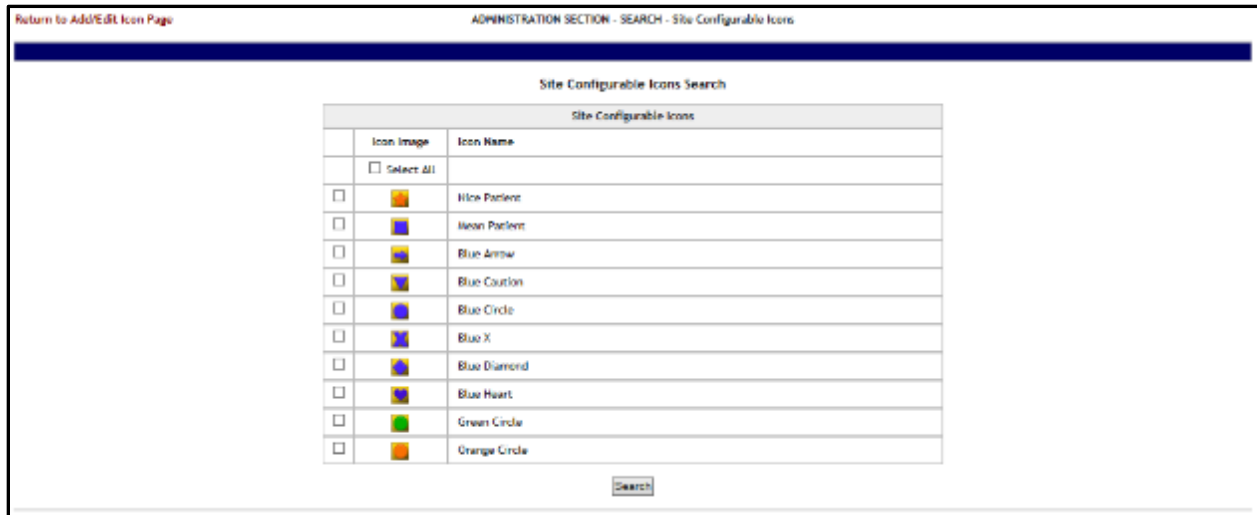 Return to Add/Edit Icon Page ADMINISTRATION SECTION - SEARCH - Site Configurable Icons
Site Configurable Icons Search
Site Configurable Icons
Icon Image Icon Name
Select All
Nice Patient
Mean Patient
Blue Arrow
Blue Caution
Blue Circle
Blue X
Blue Diamond
Blue Heart
Green Circle
Orange Circle
Search